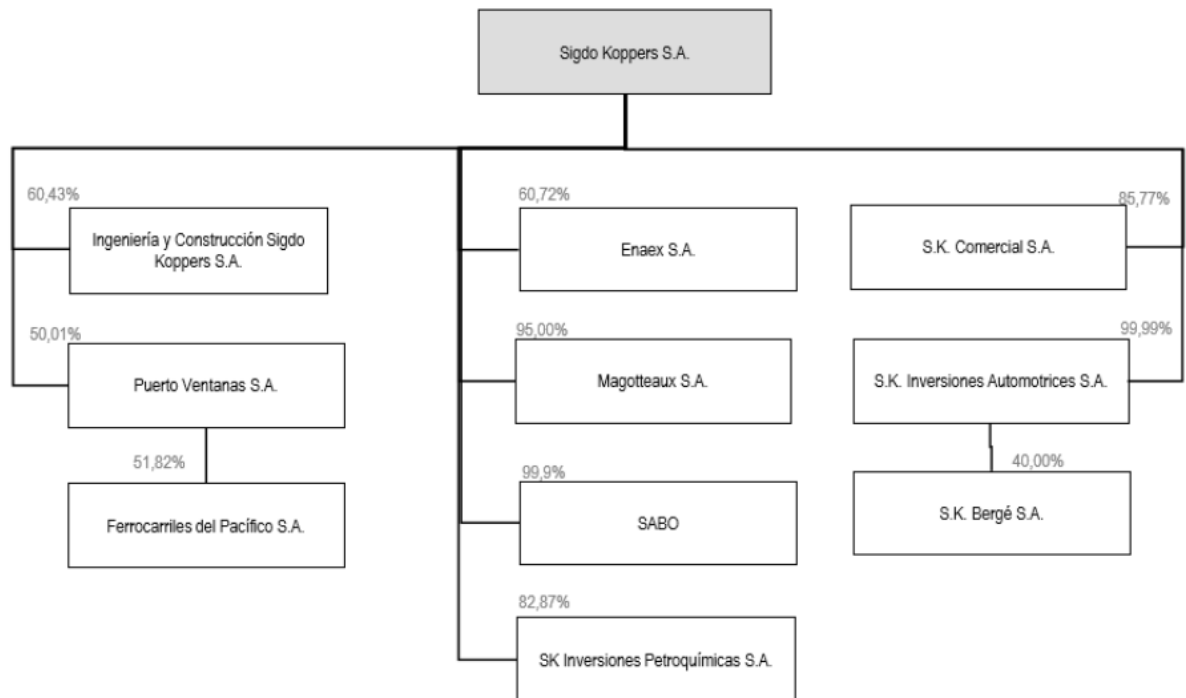 Sigdo Koppers S.A.
60,43%
Ingeniería y Construcción Sigdo
Koppers S.A.
50,01%
Puerto Ventanas S.A.
51,82%
Ferrocarriles del Pacífico S.A.
60,72%
Enaex S.A.
95,00%
Magotteaux S.A.
99,9%
SABO
82,87%
SK Inversiones Petroquímicas S.A.
85,77%
S.K. Comercial S.A.
99,99%
S.K. Inversiones Automotrices S.A.
40,00%
S.K. Bergé S.A.